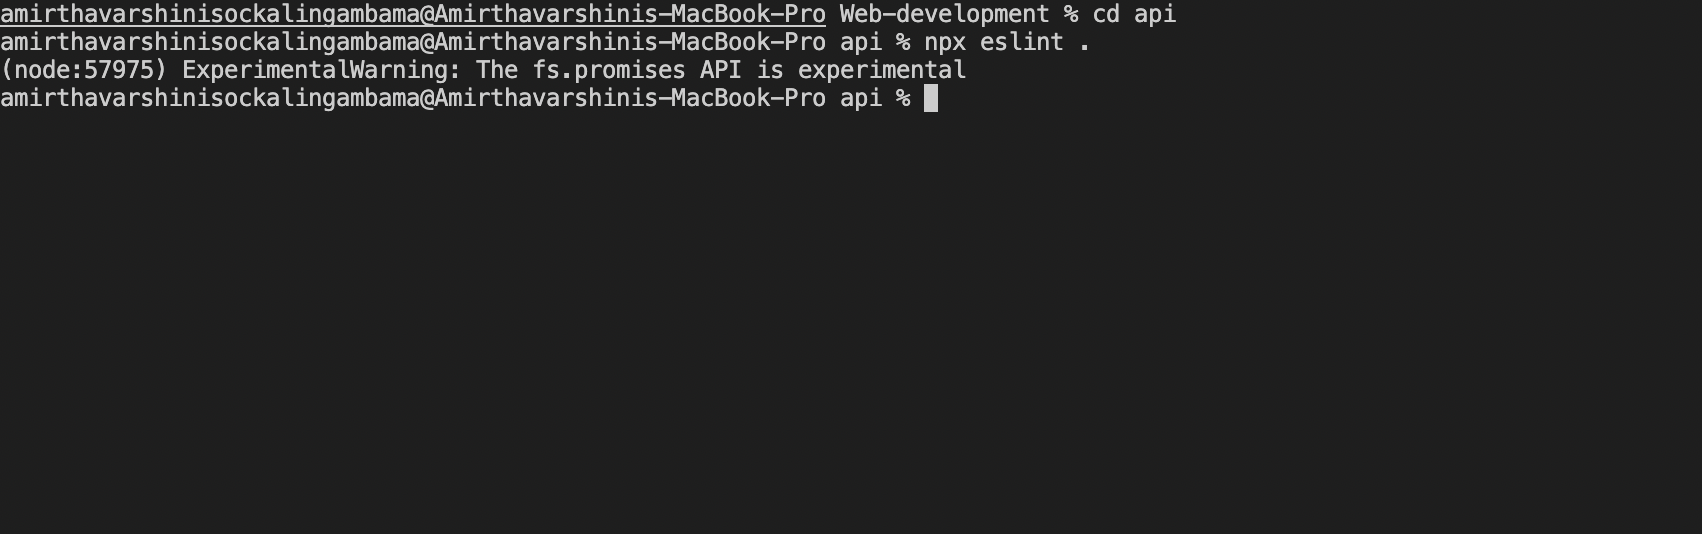 amirthavarshinisockalingambama@Amirthavarshinis-MacBook-Pro Web-development % cd api
amirthavarshinisockalingambama@Amirthavarshinis-MacBook-Pro api % npx eslint .
(node:57975) ExperimentalWarning: The fs.promises API is experimental
amirthavarshinisockalingambama@Amirthavarshinis-MacBook-Pro api %